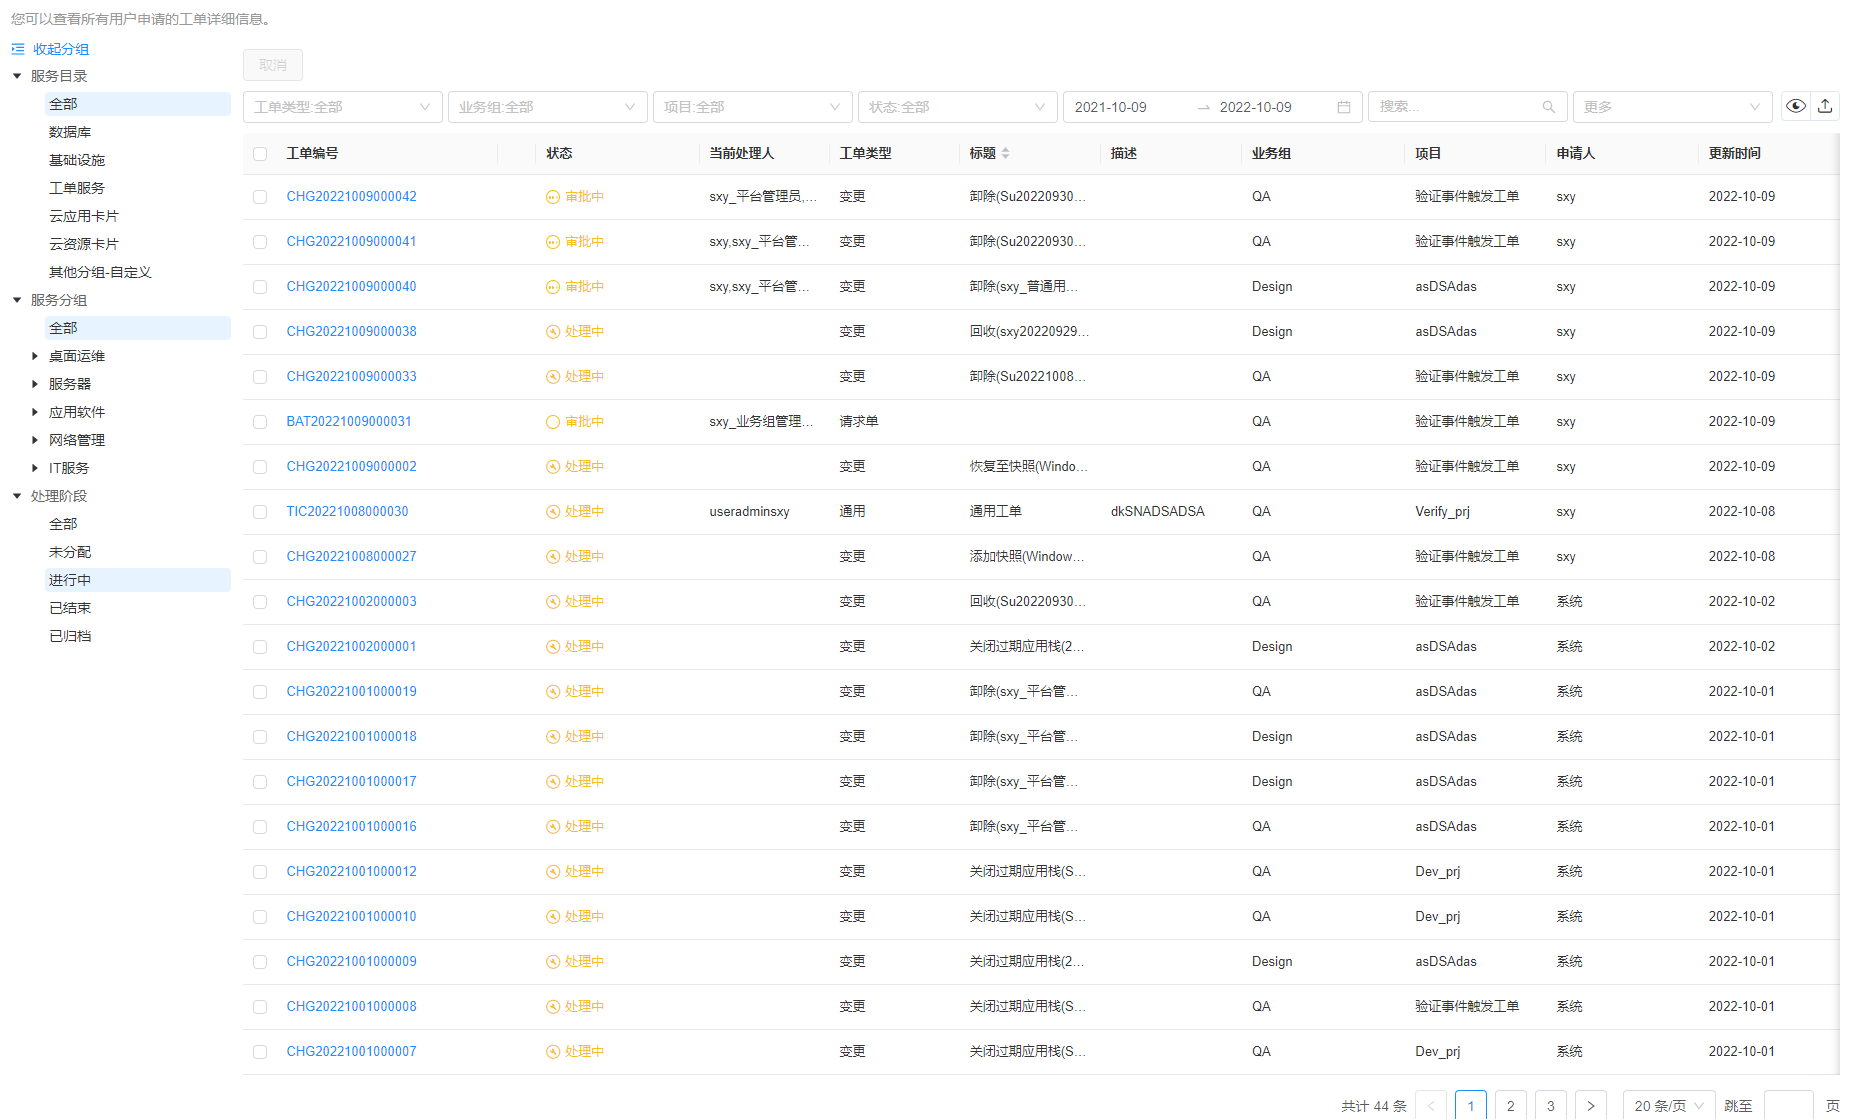 您可以查看所有用户申请的工单详细信息。
收起分组
服务目录
全部
数据库
基础设施
工单服务
云应用卡片
云资源卡片
其他分组-自定义
服务分组
全部
桌面运维
服务器
应用软件
网络管理
IT服务
处理阶段
全部
未分配
进行中
已结束
已归档
取消
工单类型:全部 业务组:全部 项目:全部 状态:全部 2021-10-09 → 2022-10-09 搜索... 更多
工单编号 状态 当前处理人 工单类型 标题 描述 业务组 项目 申请人 更新时间
CHG20221009000042 审批中 sxy_平台管理员,... 变更 卸除(Su20220930... QA 验证事件触发工单 sxy 2022-10-09
CHG20221009000041 审批中 sxy,sxy_平台管... 变更 卸除(Su20220930... QA 验证事件触发工单 sxy 2022-10-09
CHG20221009000040 审批中 sxy,sxy_平台管... 变更 卸除(sxy_普通用... Design asDSAdas sxy 2022-10-09
CHG20221009000038 处理中 变更 回收(sxy20220929... Design asDSAdas sxy 2022-10-09
CHG20221009000033 处理中 变更 卸除(Su20221008... QA 验证事件触发工单 sxy 2022-10-09
BAT20221009000031 审批中 sxy_业务组管理... 请求单 QA 验证事件触发工单 sxy 2022-10-09
CHG20221009000002 处理中 变更 恢复至快照(Windo... QA 验证事件触发工单 sxy 2022-10-09
TIC20221008000030 处理中 useradminsxy 通用 通用工单 dkSNADSADSA QA Verify_prj sxy 2022-10-08
CHG20221008000027 处理中 变更 添加快照(Window... QA 验证事件触发工单 sxy 2022-10-08
CHG20221002000003 处理中 变更 回收(Su20220930... QA 验证事件触发工单 系统 2022-10-02
CHG20221002000001 处理中 变更 关闭过期应用栈(2... Design asDSAdas 系统 2022-10-02
CHG20221001000019 处理中 变更 卸除(sxy_平台管... QA asDSAdas 系统 2022-10-01
CHG20221001000018 处理中 变更 卸除(sxy_平台管... Design asDSAdas 系统 2022-10-01
CHG20221001000017 处理中 变更 卸除(sxy_平台管... Design asDSAdas 系统 2022-10-01
CHG20221001000016 处理中 变更 卸除(sxy_平台管... QA asDSAdas 系统 2022-10-01
CHG20221001000012 处理中 变更 关闭过期应用栈(S... QA Dev_prj 系统 2022-10-01
CHG20221001000010 处理中 变更 关闭过期应用栈(S... QA Dev_prj 系统 2022-10-01
CHG20221001000009 处理中 变更 关闭过期应用栈(2... Design asDSAdas 系统 2022-10-01
CHG20221001000008 处理中 变更 关闭过期应用栈(S... QA 验证事件触发工单 系统 2022-10-01
CHG20221001000007 处理中 变更 关闭过期应用栈(S... QA Dev_prj 系统 2022-10-01
共计 44 条 < 1 2 3 > 20 条/页 跳至 页